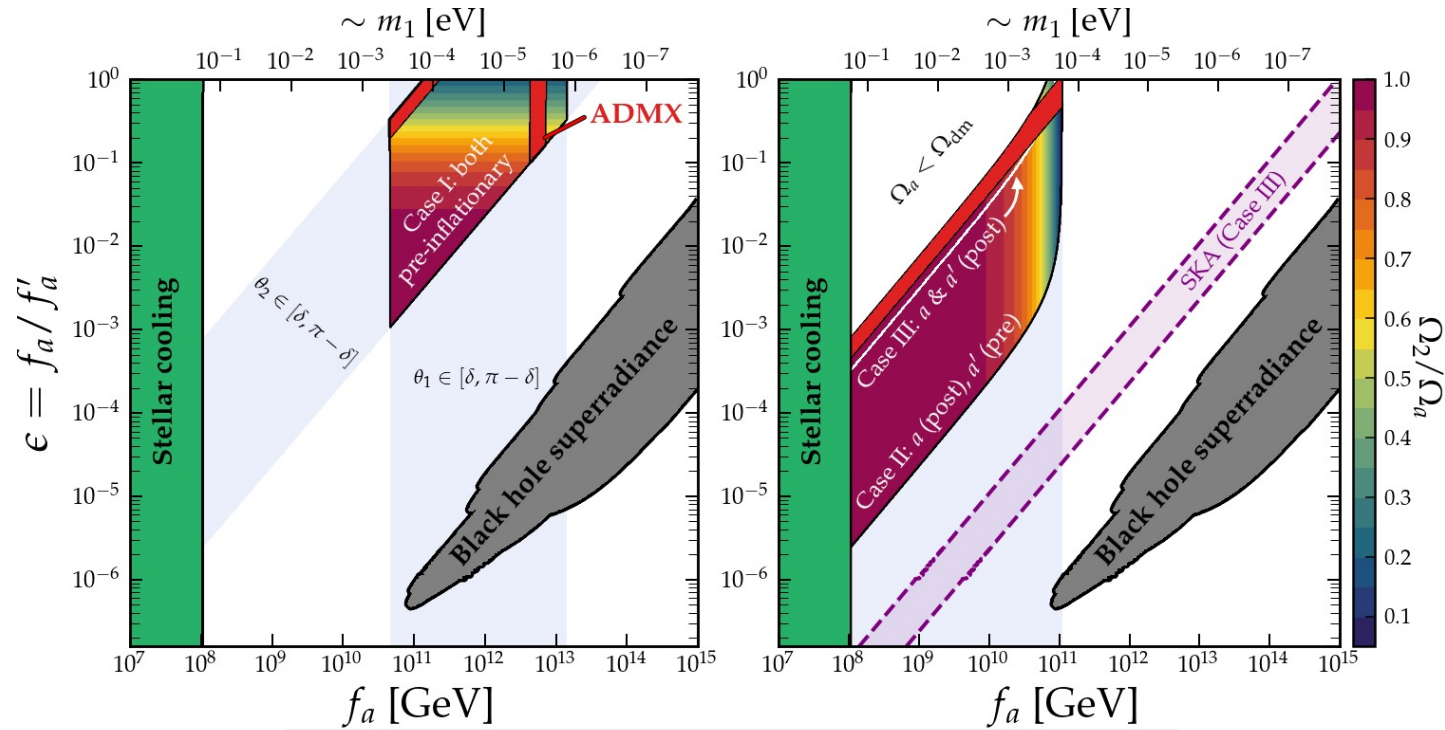 ∼ m₁ [eV]
10⁻¹ 10⁻² 10⁻³ 10⁻⁴ 10⁻⁵ 10⁻⁶ 10⁻⁷
10⁰
10⁻¹
10⁻²
10⁻³
10⁻⁴
10⁻⁵
10⁻⁶
ϵ = fₐ/fₐ′
Stellar cooling
ADMX
Case I: both
pre-inflationary
θ₂ ∈ [δ, π − δ]
θ₁ ∈ [δ, π − δ]
Black hole superradiance
10⁷ 10⁸ 10⁹ 10¹⁰ 10¹¹ 10¹² 10¹³ 10¹⁴ 10¹⁵
fₐ [GeV]
∼ m₁ [eV]
10⁻¹ 10⁻² 10⁻³ 10⁻⁴ 10⁻⁵ 10⁻⁶ 10⁻⁷
Stellar cooling
Ωₐ < Ω_dm
Case III: a & a′ (post)
Case II: a (post), a′ (pre)
SKA (Case III)
Black hole superradiance
10⁷ 10⁸ 10⁹ 10¹⁰ 10¹¹ 10¹² 10¹³ 10¹⁴ 10¹⁵
fₐ [GeV]
1.0
0.9
0.8
0.7
0.6
0.5
0.4
0.3
0.2
0.1
Ω₂/Ωₐ